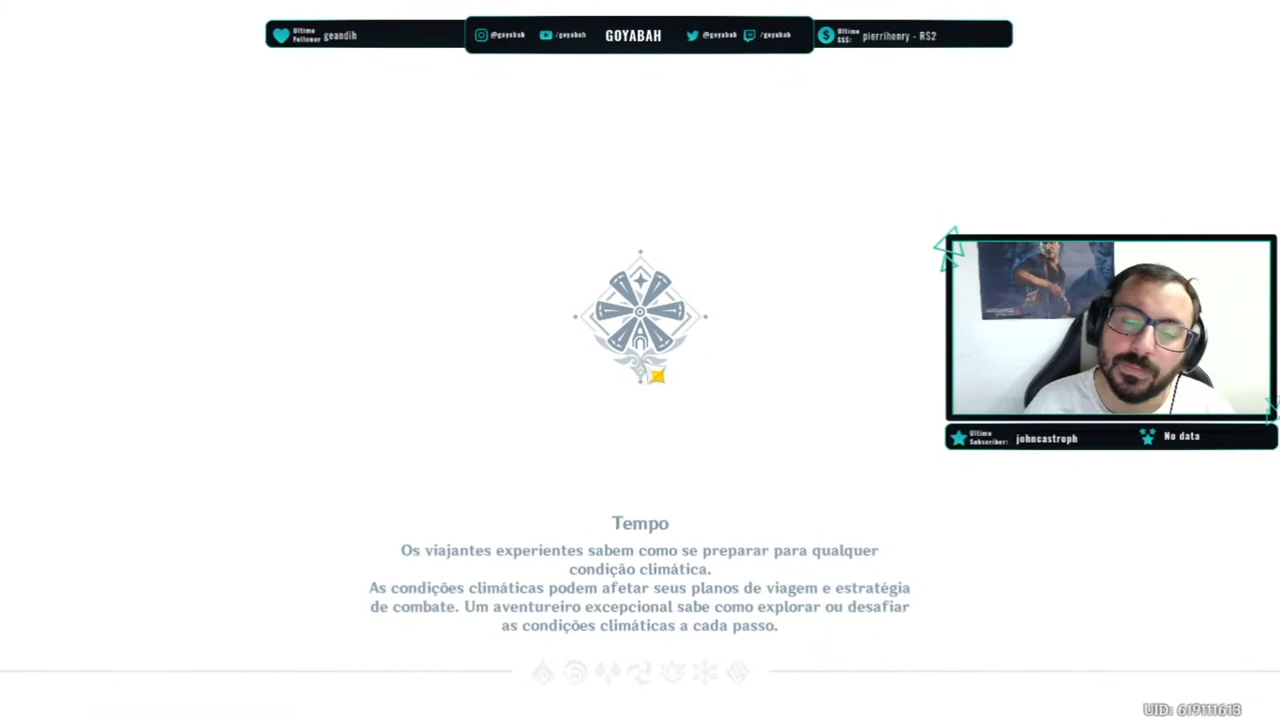 Ultimo
Follower
geandih
@goyabah
/goyabah
GOYABAH
@goyabah
/goyabah
Ultimo
SSS:
pierrihenry - R$2
Ultimo
Subscriber:
johncastroph
No data
Tempo
Os viajantes experientes sabem como se preparar para qualquer
condição climática.
As condições climáticas podem afetar seus planos de viagem e estratégia
de combate. Um aventureiro excepcional sabe como explorar ou desafiar
as condições climáticas a cada passo.
UID: 619111613